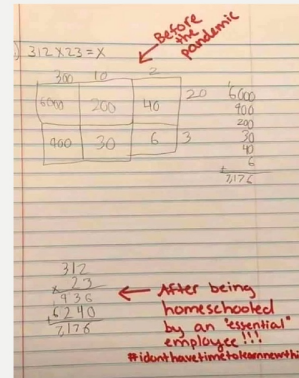 Before
the
pandemic
312 x 23 = x
300 10 2
6000 200 40 20
900 30 6 3
6000
900
200
30
40
6
+
7,176
312
x 23
936
+ 6240
7176
After being
homeschooled
by an "essential"
employee!!!
#idonthavetimetolearnnewthi